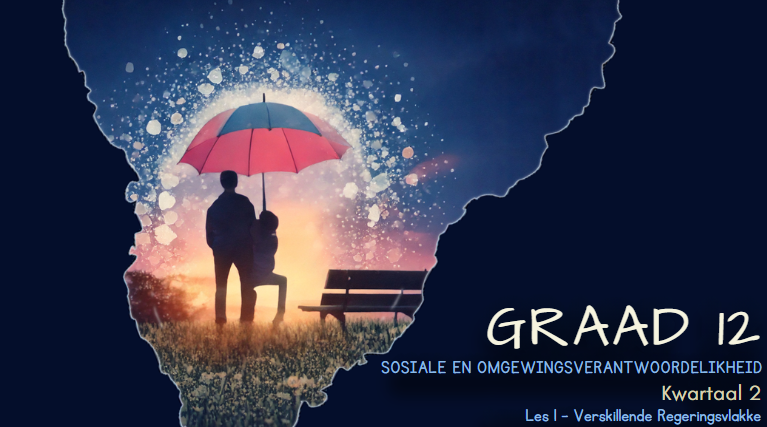 GRAAD 12
SOSIALE EN OMGEWINGSVERANTWOORDELIKHEID
Kwartaal 2
Les 1 - Verskillende Regeringsvlakke